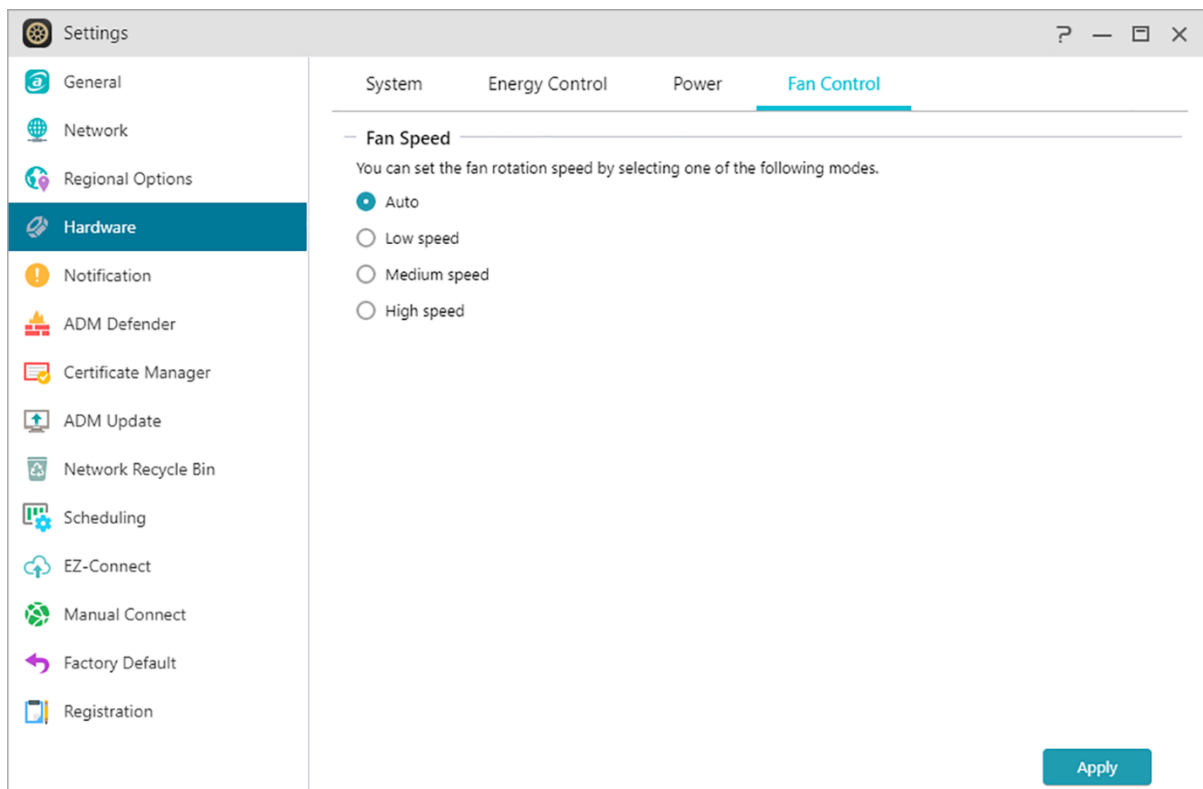 Settings
General
Network
Regional Options
Hardware
Notification
ADM Defender
Certificate Manager
ADM Update
Network Recycle Bin
Scheduling
EZ-Connect
Manual Connect
Factory Default
Registration
System Energy Control Power Fan Control
Fan Speed
You can set the fan rotation speed by selecting one of the following modes.
Auto
Low speed
Medium speed
High speed
Apply